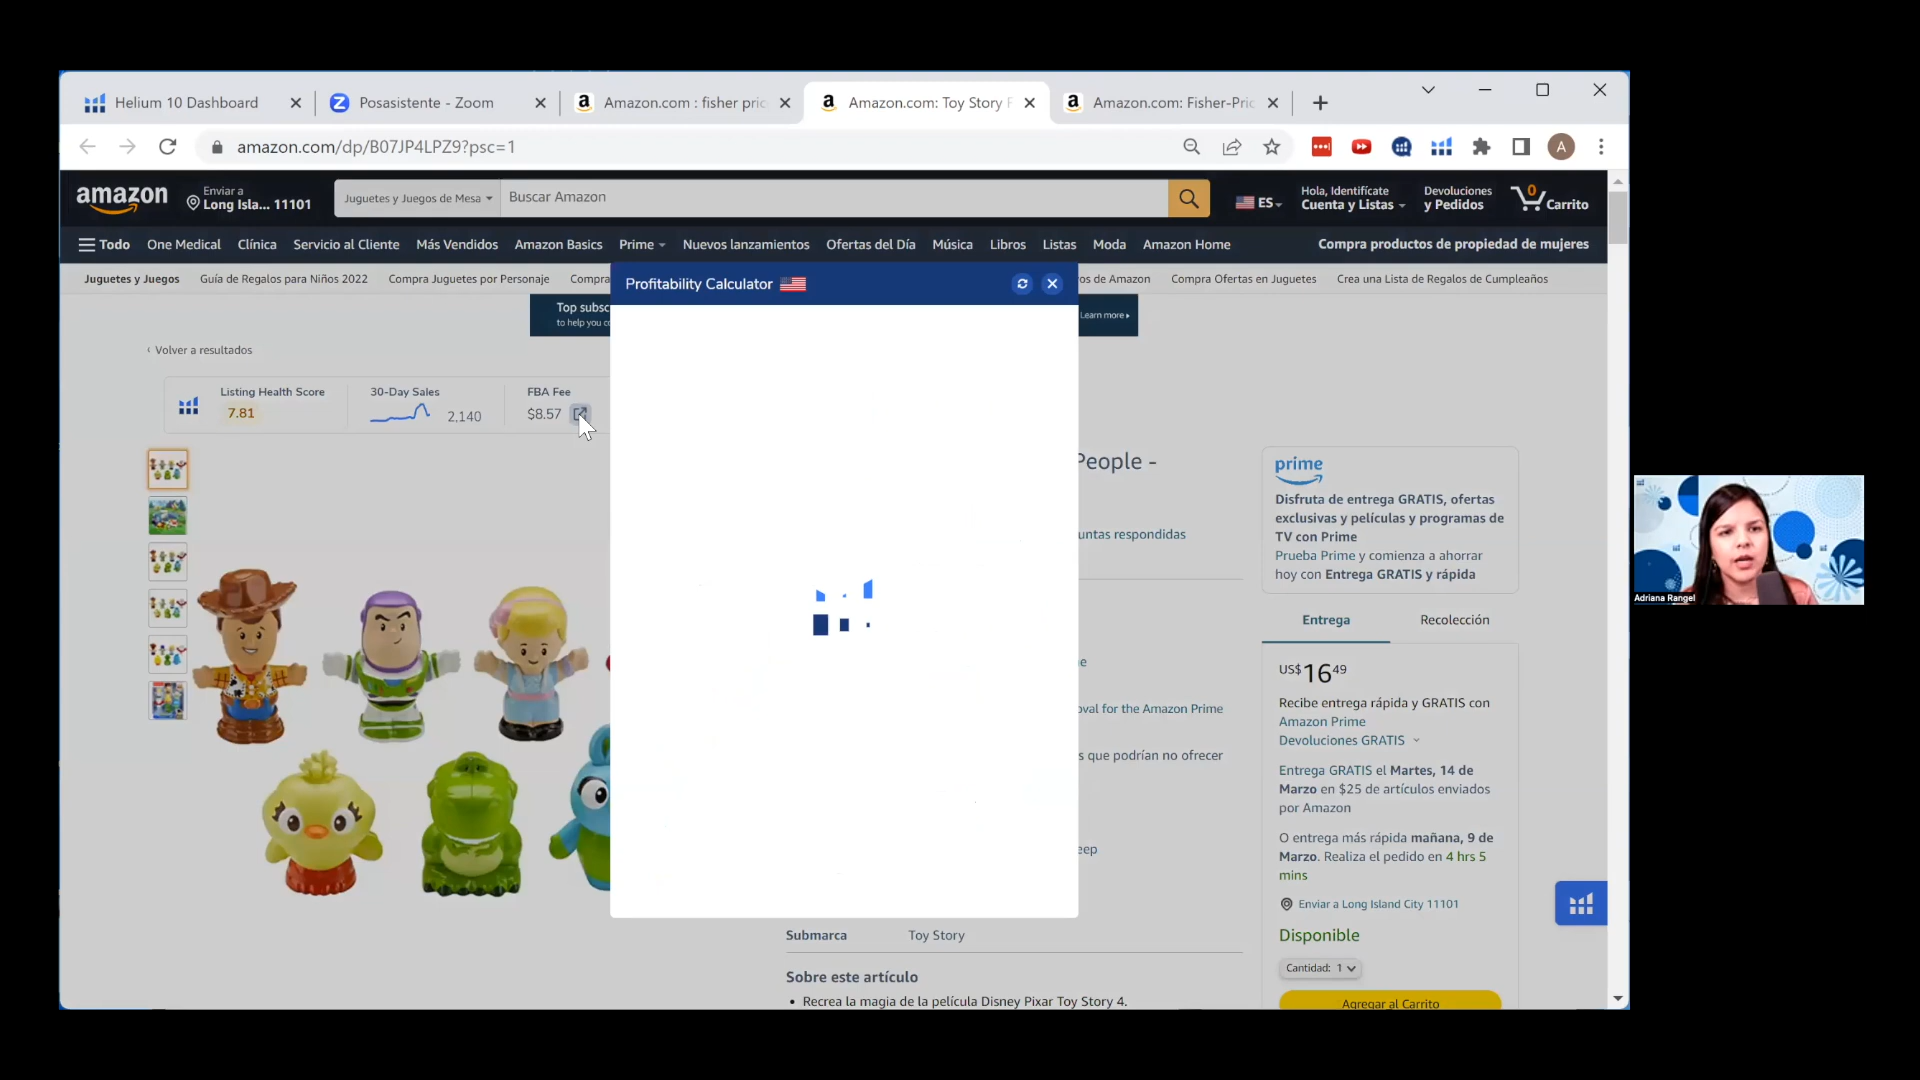 Helium 10 Dashboard
Posasistente - Zoom
Amazon.com : fisher pric
Amazon.com: Toy Story F
Amazon.com: Fisher-Pric
amazon.com/dp/B07JP4LPZ9?psc=1
A
amazon
Enviar a
Long Isla... 11101
Juguetes y Juegos de Mesa
Buscar Amazon
ES
Hola, Identifícate
Cuenta y Listas
Devoluciones
y Pedidos
0
Carrito
Todo
One Medical
Clínica
Servicio al Cliente
Más Vendidos
Amazon Basics
Prime
Nuevos lanzamientos
Ofertas del Día
Música
Libros
Listas
Moda
Amazon Home
Compra productos de propiedad de mujeres
Juguetes y Juegos
Guía de Regalos para Niños 2022
Compra Juguetes por Personaje
Compra
os de Amazon
Compra Ofertas en Juguetes
Crea una Lista de Regalos de Cumpleaños
Profitability Calculator
Top subsc
to help you co
Learn more
‹ Volver a resultados
Listing Health Score
7.81
30-Day Sales
2,140
FBA Fee
$8.57
People -
untas respondidas
e
oval for the Amazon Prime
s que podrían no ofrecer
eep
Submarca
Toy Story
Sobre este artículo
• Recrea la magia de la película Disney Pixar Toy Story 4.
prime
Disfruta de entrega GRATIS, ofertas
exclusivas y películas y programas de
TV con Prime
Prueba Prime y comienza a ahorrar
hoy con Entrega GRATIS y rápida
Entrega
Recolección
US$16 49
Recibe entrega rápida y GRATIS con
Amazon Prime
Devoluciones GRATIS
Entrega GRATIS el Martes, 14 de
Marzo en $25 de artículos enviados
por Amazon
O entrega más rápida mañana, 9 de
Marzo. Realiza el pedido en 4 hrs 5
mins
Enviar a Long Island City 11101
Disponible
Cantidad: 1
Agregar al Carrito
Adriana Rangel